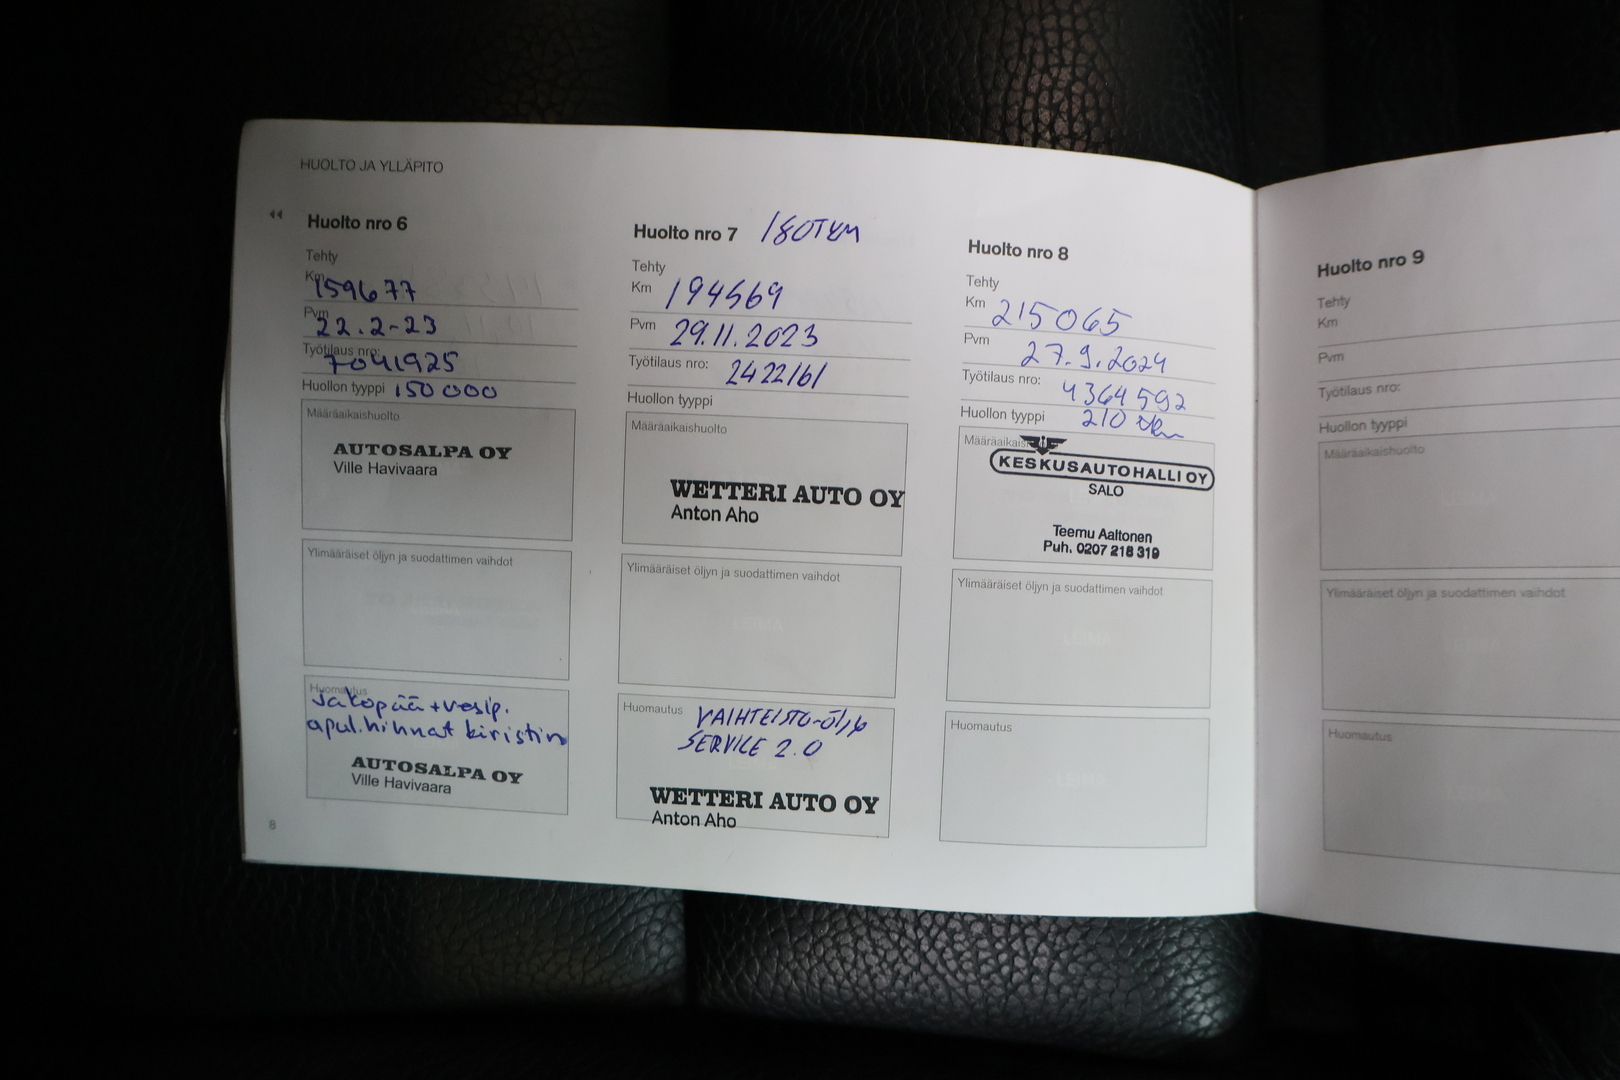 HUOLTO JA YLLÄPITO
Huolto nro 6
Tehty
Km 159677
Pvm 22.2-23
Työtilaus nro: 7041925
Huollon tyyppi 150 000
Määräaikaishuolto
AUTOSALPA OY
Ville Havivaara
Ylimääräiset öljyn ja suodattimen vaihdot
Huomautus
Jakopää + vesip.
apul.hihnat kiristin
AUTOSALPA OY
Ville Havivaara
8
Huolto nro 7 180TKM
Tehty
Km 194569
Pvm 29.11.2023
Työtilaus nro: 2422161
Huollon tyyppi
Määräaikaishuolto
WETTERI AUTO OY
Anton Aho
Ylimääräiset öljyn ja suodattimen vaihdot
LEIMA
Huomautus VAIHTEISTO-ÖLJY
SERVICE 2.0
WETTERI AUTO OY
Anton Aho
Huolto nro 8
Tehty
Km 215065
Pvm 27.9.2024
Työtilaus nro: 4364592
Huollon tyyppi 210 tkm
KESKUSAUTOHALLI OY
SALO
Teemu Aaltonen
Puh. 0207 218 319
Ylimääräiset öljyn ja suodattimen vaihdot
LEIMA
Huomautus
LEIMA
Huolto nro 9
Tehty
Km
Pvm
Työtilaus nro:
Huollon tyyppi
Määräaikaishuolto
Ylimääräiset öljyn ja suodattimen vaihdot
Huomautus